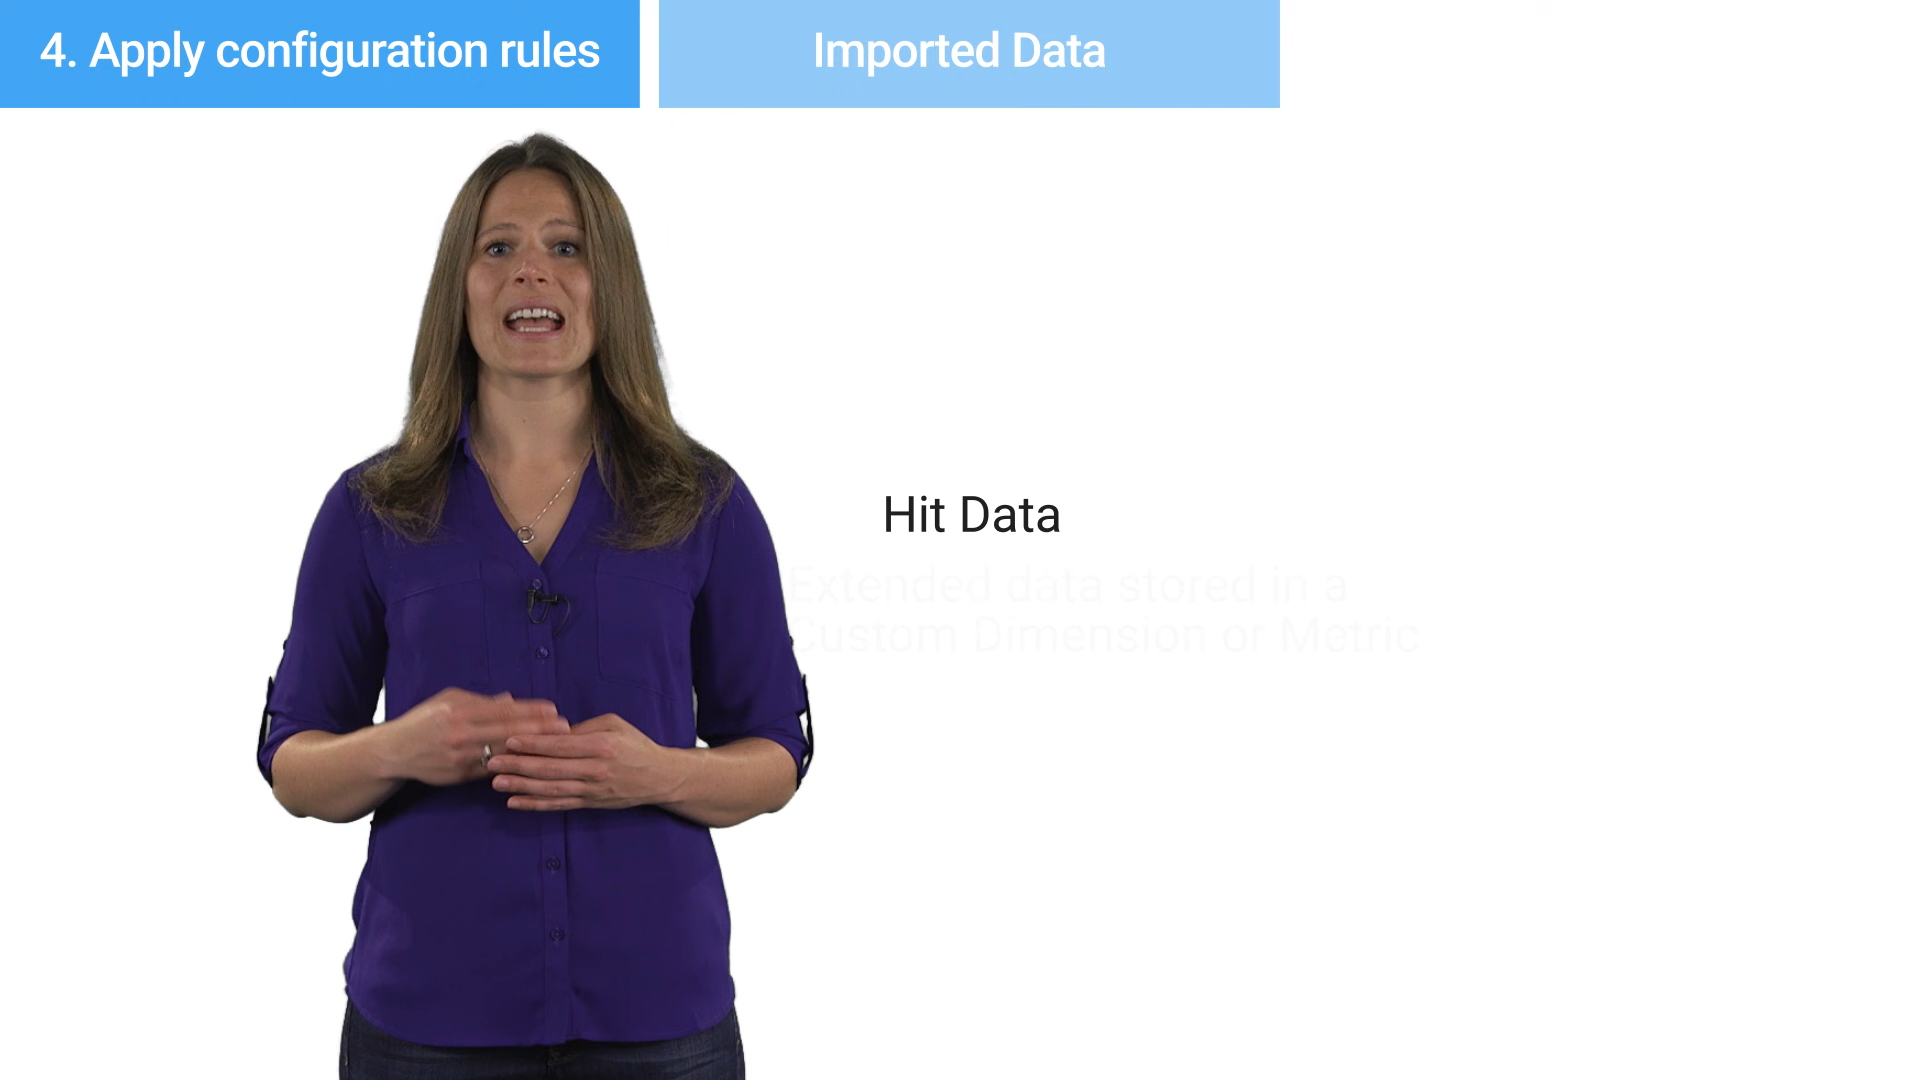 4. Apply configuration rules
Imported Data
Hit Data
Extended data stored in a
Custom Dimension or Metric